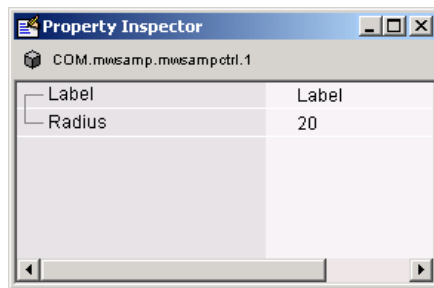 Property Inspector
COM.mwsamp.mwsampctrl.1
Label Label
Radius 20